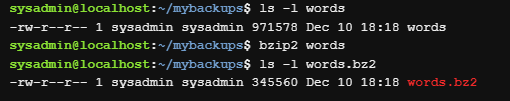 sysadmin@localhost:~/mybackups$ ls -l words
-rw-r--r-- 1 sysadmin sysadmin 971578 Dec 10 18:18 words
sysadmin@localhost:~/mybackups$ bzip2 words
sysadmin@localhost:~/mybackups$ ls -l words.bz2
-rw-r--r-- 1 sysadmin sysadmin 345560 Dec 10 18:18 words.bz2